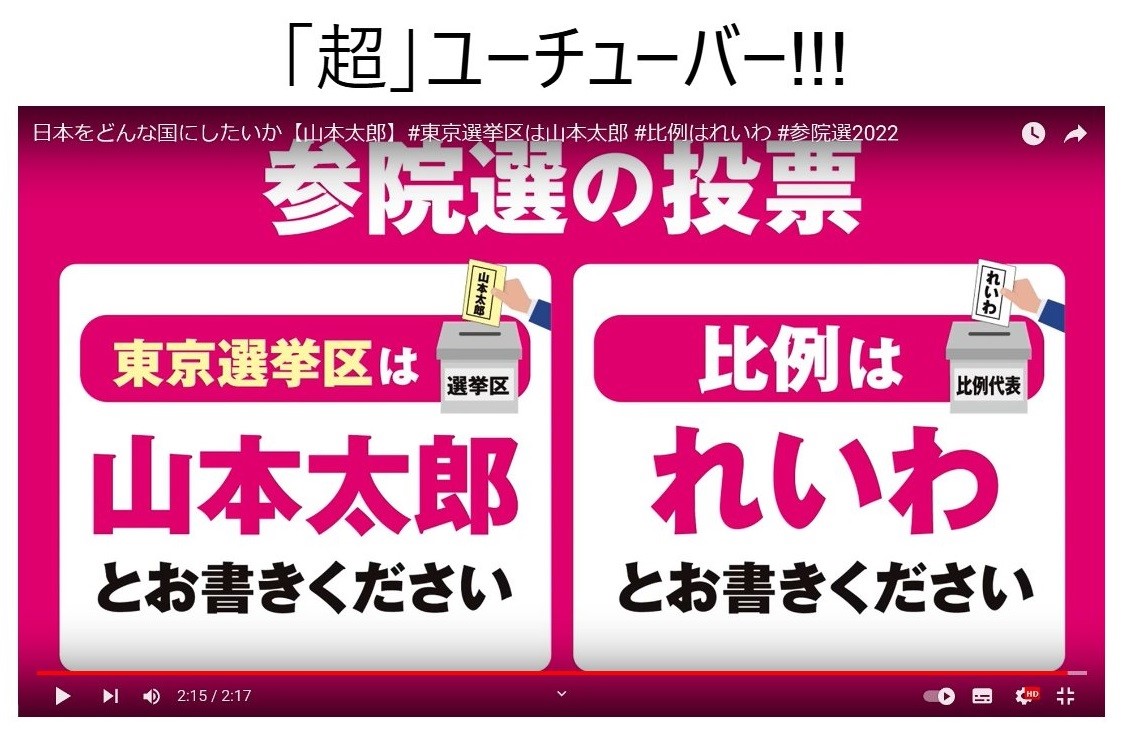 「超」ユーチューバー!!!
日本をどんな国にしたいか【山本太郎】#東京選挙区は山本太郎 #比例はれいわ #参院選2022
参院選の投票
山本太郎
東京選挙区は
選挙区
山本太郎
とお書きください
れいわ
比例は
比例代表
れいわ
とお書きください
2:15 / 2:17
HD